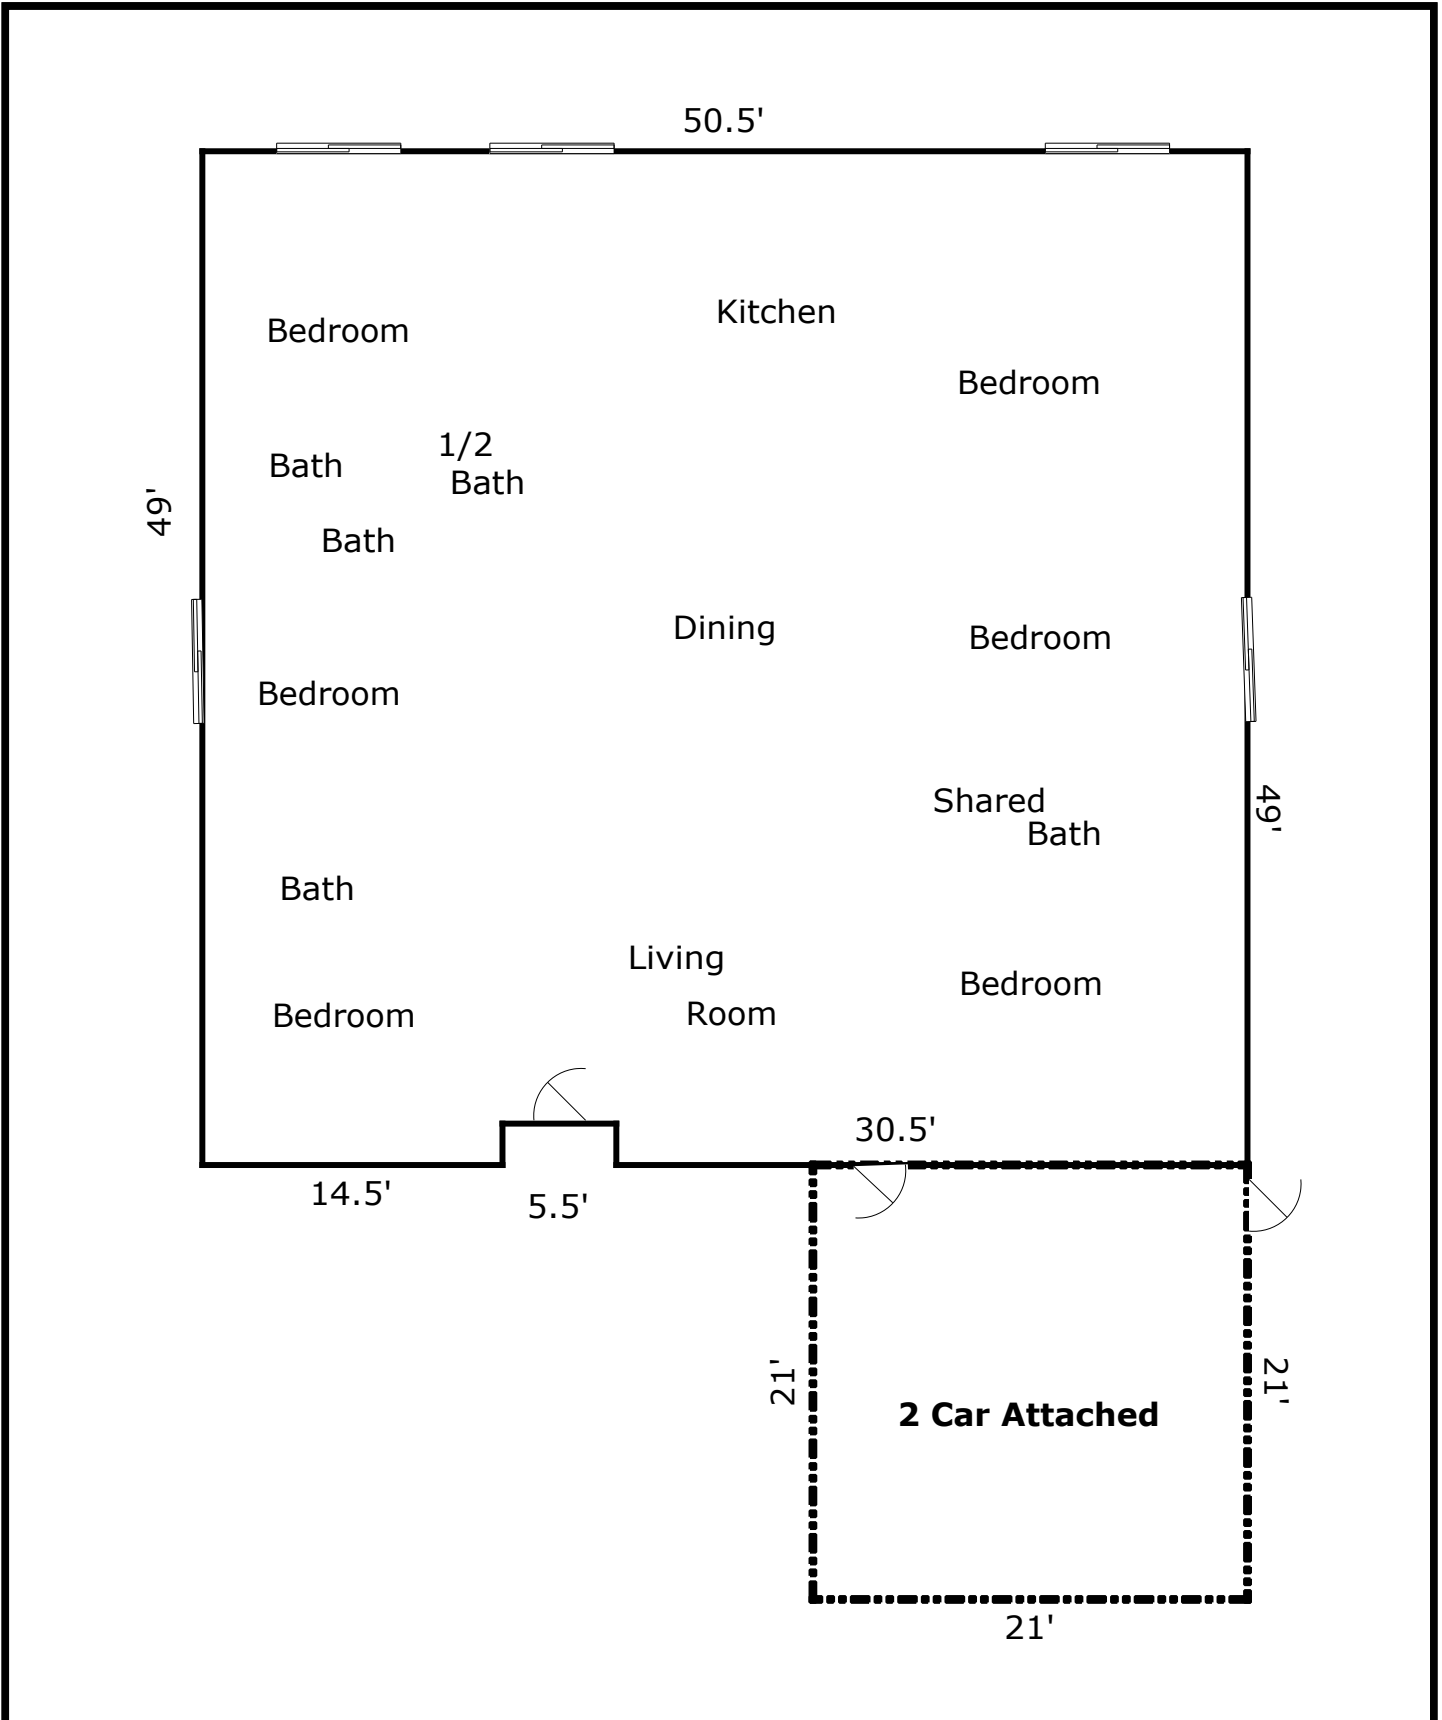 50.5'
Kitchen
Bedroom
Bedroom
1/2
Bath
Bath
49'
Bath
Dining
Bedroom
Bedroom
Shared
Bath
49'
Bath
Living
Room
Bedroom
Bedroom
30.5'
14.5'
5.5'
21'
21'
2 Car Attached
21'